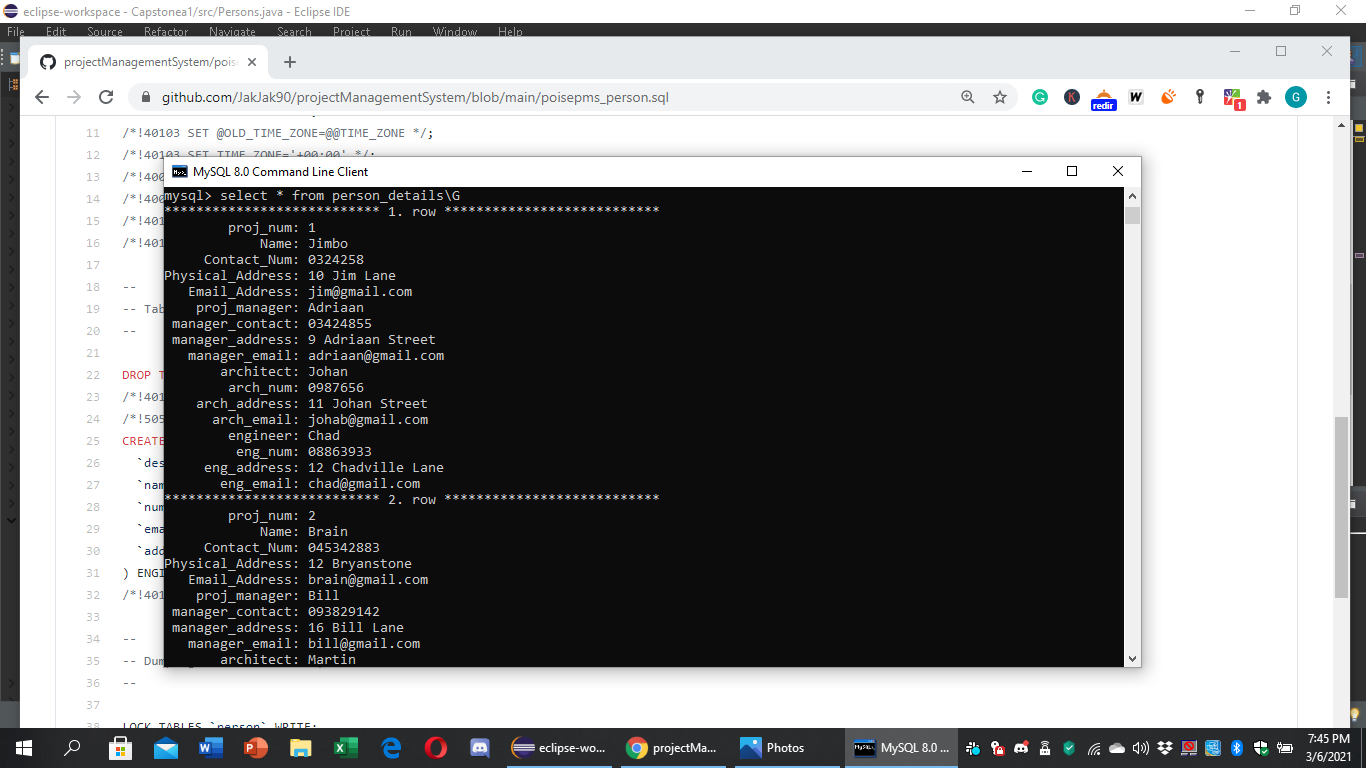 eclipse-workspace - Capstonea1/src/Persons.java - Eclipse IDE
File Edit Source Refactor Navigate Search Project Run Window Help
projectManagementSystem/pois
github.com/JakJak90/projectManagementSystem/blob/main/poisepms_person.sql
redir
W
1
G
11 /*!40103 SET @OLD_TIME_ZONE=@@TIME_ZONE */;
12 /*!40103 SET TIME_ZONE='+00:00' */;
13 /*!400
14 /*!400
15 /*!401
16 /*!401
17
18 --
19 -- Tab
20 --
21
22 DROP T
23 /*!401
24 /*!505
25 CREATE
26 `des
27 `nam
28 `num
29 `ema
30 `add
31 ) ENGI
32 /*!401
33
34 --
35 -- Dum
36 --
37
38 LOCK TABLES `person` WRITE;
MySQL 8.0 Command Line Client
mysql> select * from person_details\G
*************************** 1. row ***************************
proj_num: 1
Name: Jimbo
Contact_Num: 0324258
Physical_Address: 10 Jim Lane
Email_Address: jim@gmail.com
proj_manager: Adriaan
manager_contact: 03424855
manager_address: 9 Adriaan Street
manager_email: adriaan@gmail.com
architect: Johan
arch_num: 0987656
arch_address: 11 Johan Street
arch_email: johab@gmail.com
engineer: Chad
eng_num: 08863933
eng_address: 12 Chadville Lane
eng_email: chad@gmail.com
*************************** 2. row ***************************
proj_num: 2
Name: Brain
Contact_Num: 045342883
Physical_Address: 12 Bryanstone
Email_Address: brain@gmail.com
proj_manager: Bill
manager_contact: 093829142
manager_address: 16 Bill Lane
manager_email: bill@gmail.com
architect: Martin
eclipse-wo...
projectMa...
Photos
MySQL 8.0 ...
7:45 PM
3/6/2021